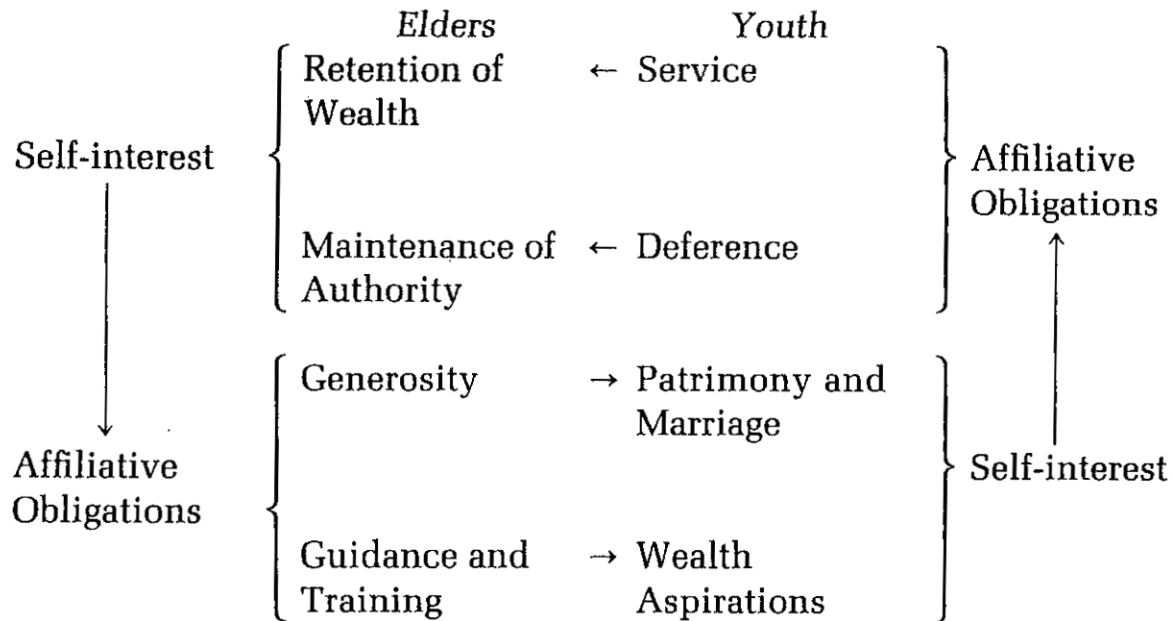 Elders Youth
Retention of ← Service
Wealth
Self-interest
Affiliative
Obligations
Maintenance of ← Deference
Authority
Generosity → Patrimony and
Marriage
Affiliative
Obligations
Self-interest
Guidance and → Wealth
Training Aspirations